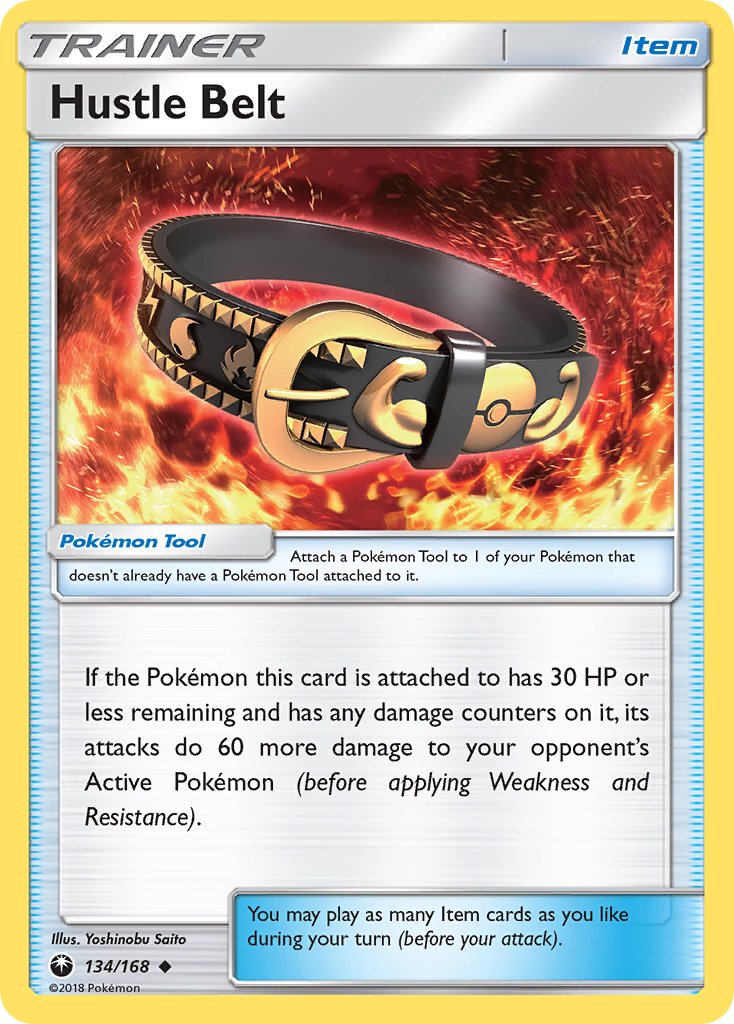 TRAINER Item
Hustle Belt
Pokémon Tool
Attach a Pokémon Tool to 1 of your Pokémon that
doesn't already have a Pokémon Tool attached to it.
If the Pokémon this card is attached to has 30 HP or
less remaining and has any damage counters on it, its
attacks do 60 more damage to your opponent's
Active Pokémon (before applying Weakness and
Resistance).
You may play as many Item cards as you like
during your turn (before your attack).
Illus. Yoshinobu Saito
134/168
©2018 Pokémon